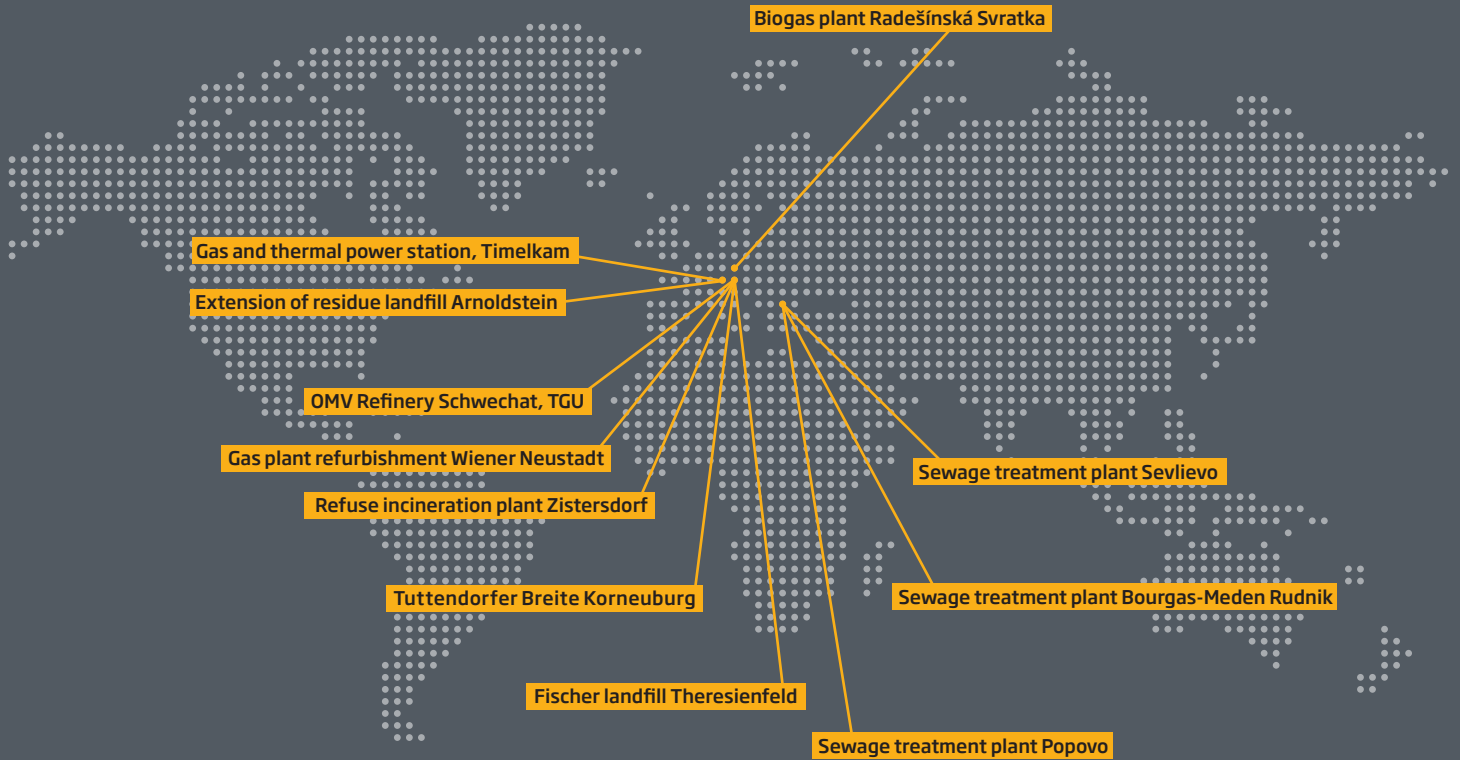 Biogas plant Radešínská Svratka
Gas and thermal power station, Timelkam
Extension of residue landfill Arnoldstein
OMV Refinery Schwechat, TGU
Gas plant refurbishment Wiener Neustadt
Sewage treatment plant Sevlievo
Refuse incineration plant Zistersdorf
Tuttendorfer Breite Korneuburg
Sewage treatment plant Bourgas-Meden Rudnik
Fischer landfill Theresienfeld
Sewage treatment plant Popovo